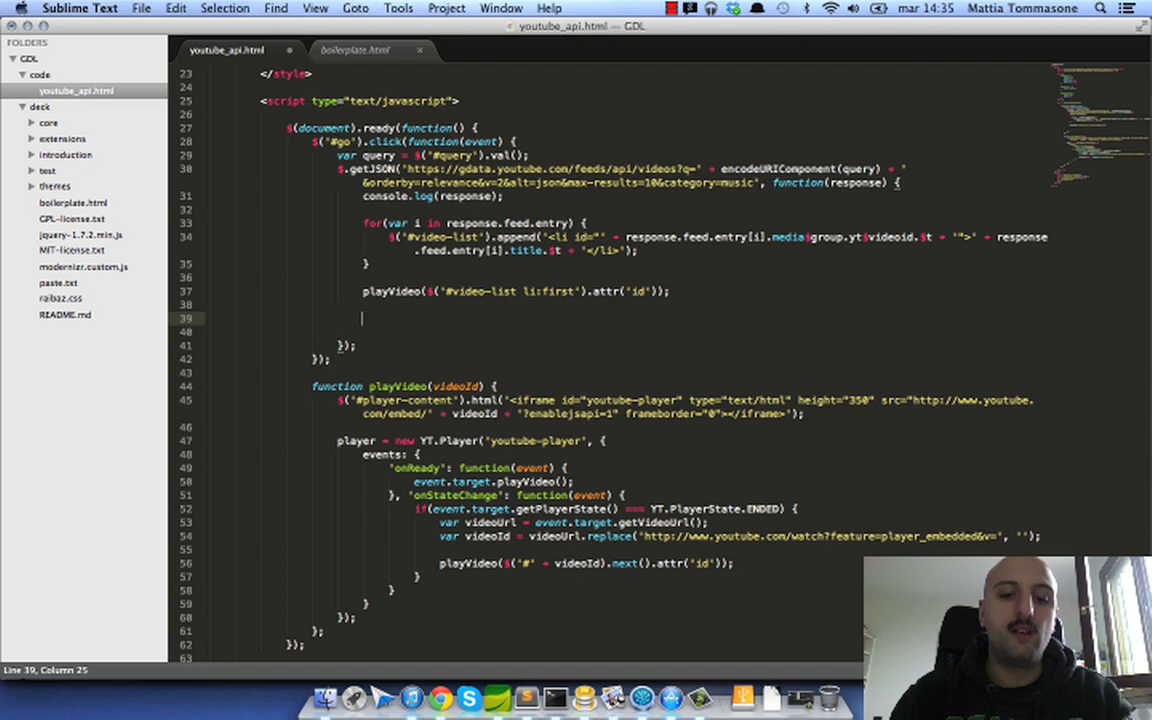 Sublime Text File Edit Selection Find View Goto Tools Project Window Help mar 14:35 Mattia Tommasone
youtube_api.html — GDL
FOLDERS
GDL
code
youtube_api.html
deck
core
extensions
introduction
test
themes
boilerplate.html
GPL-license.txt
jquery-1.7.2.min.js
MIT-license.txt
modernizr.custom.js
paste.txt
raibaz.css
README.md
youtube_api.html boilerplate.html
23 </style>
24
25 <script type="text/javascript">
26
27 $(document).ready(function() {
28 $("#go").click(function(event) {
29 var query = $("#query").val();
30 $.getJSON("https://gdata.youtube.com/feeds/api/videos?q=" + encodeURIComponent(query) + "
&orderby=relevance&v=2&alt=json&max-results=10&category=music", function(response) {
31 console.log(response);
32
33 for(var i in response.feed.entry) {
34 $("#video-list").append("<li id='" + response.feed.entry[i].media$group.yt$videoid.$t + "'>" + response
.feed.entry[i].title.$t + "</li>");
35 }
36
37 playVideo($("#video-list li:first").attr("id"));
38
39
40
41 });
42 });
43
44 function playVideo(videoId) {
45 $("#player-content").html('<iframe id="youtube-player" type="text/html" height="350" src="http://www.youtube.
com/embed/' + videoId + '?enablejsapi=1" frameborder="0"></iframe>');
46
47 player = new YT.Player("youtube-player", {
48 events: {
49 "onReady": function(event) {
50 event.target.playVideo();
51 }, "onStateChange": function(event) {
52 if(event.target.getPlayerState() === YT.PlayerState.ENDED) {
53 var videoUrl = event.target.getVideoUrl();
54 var videoId = videoUrl.replace("http://www.youtube.com/watch?feature=player_embedded&v=", "");
55
56 playVideo($("#" + videoId).next().attr("id"));
57 }
58 }
59 }
60 });
61 };
62 });
63
Line 39, Column 25